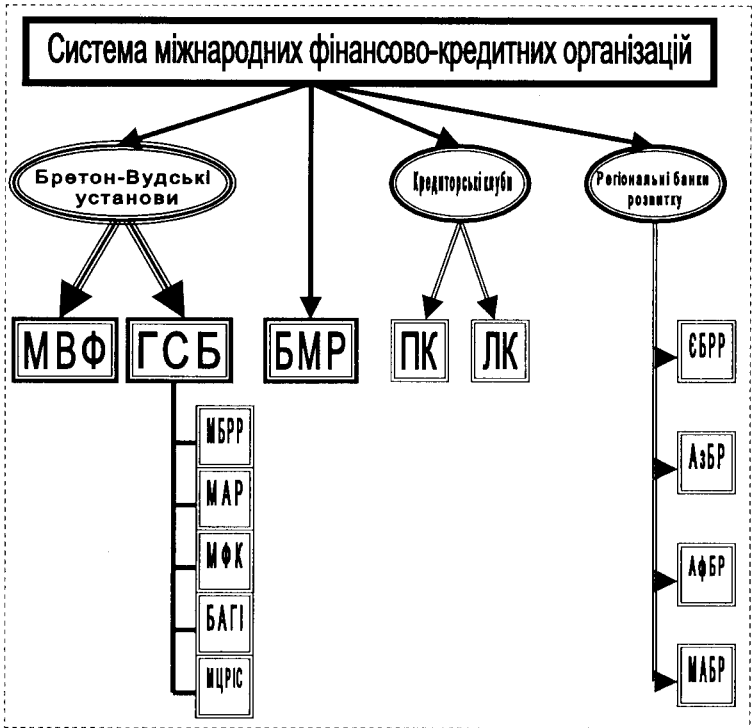 Система міжнародних фінансово-кредитних організацій
Бретон-Вудські
установи
Кредиторські клуби
Регіональні банки
розвитку
МВФ
ГСБ
БМР
ПК
ЛК
МБРР
МАР
МФК
БАГІ
МЦРІС
ЄБРР
АзБР
АфБР
МАБР